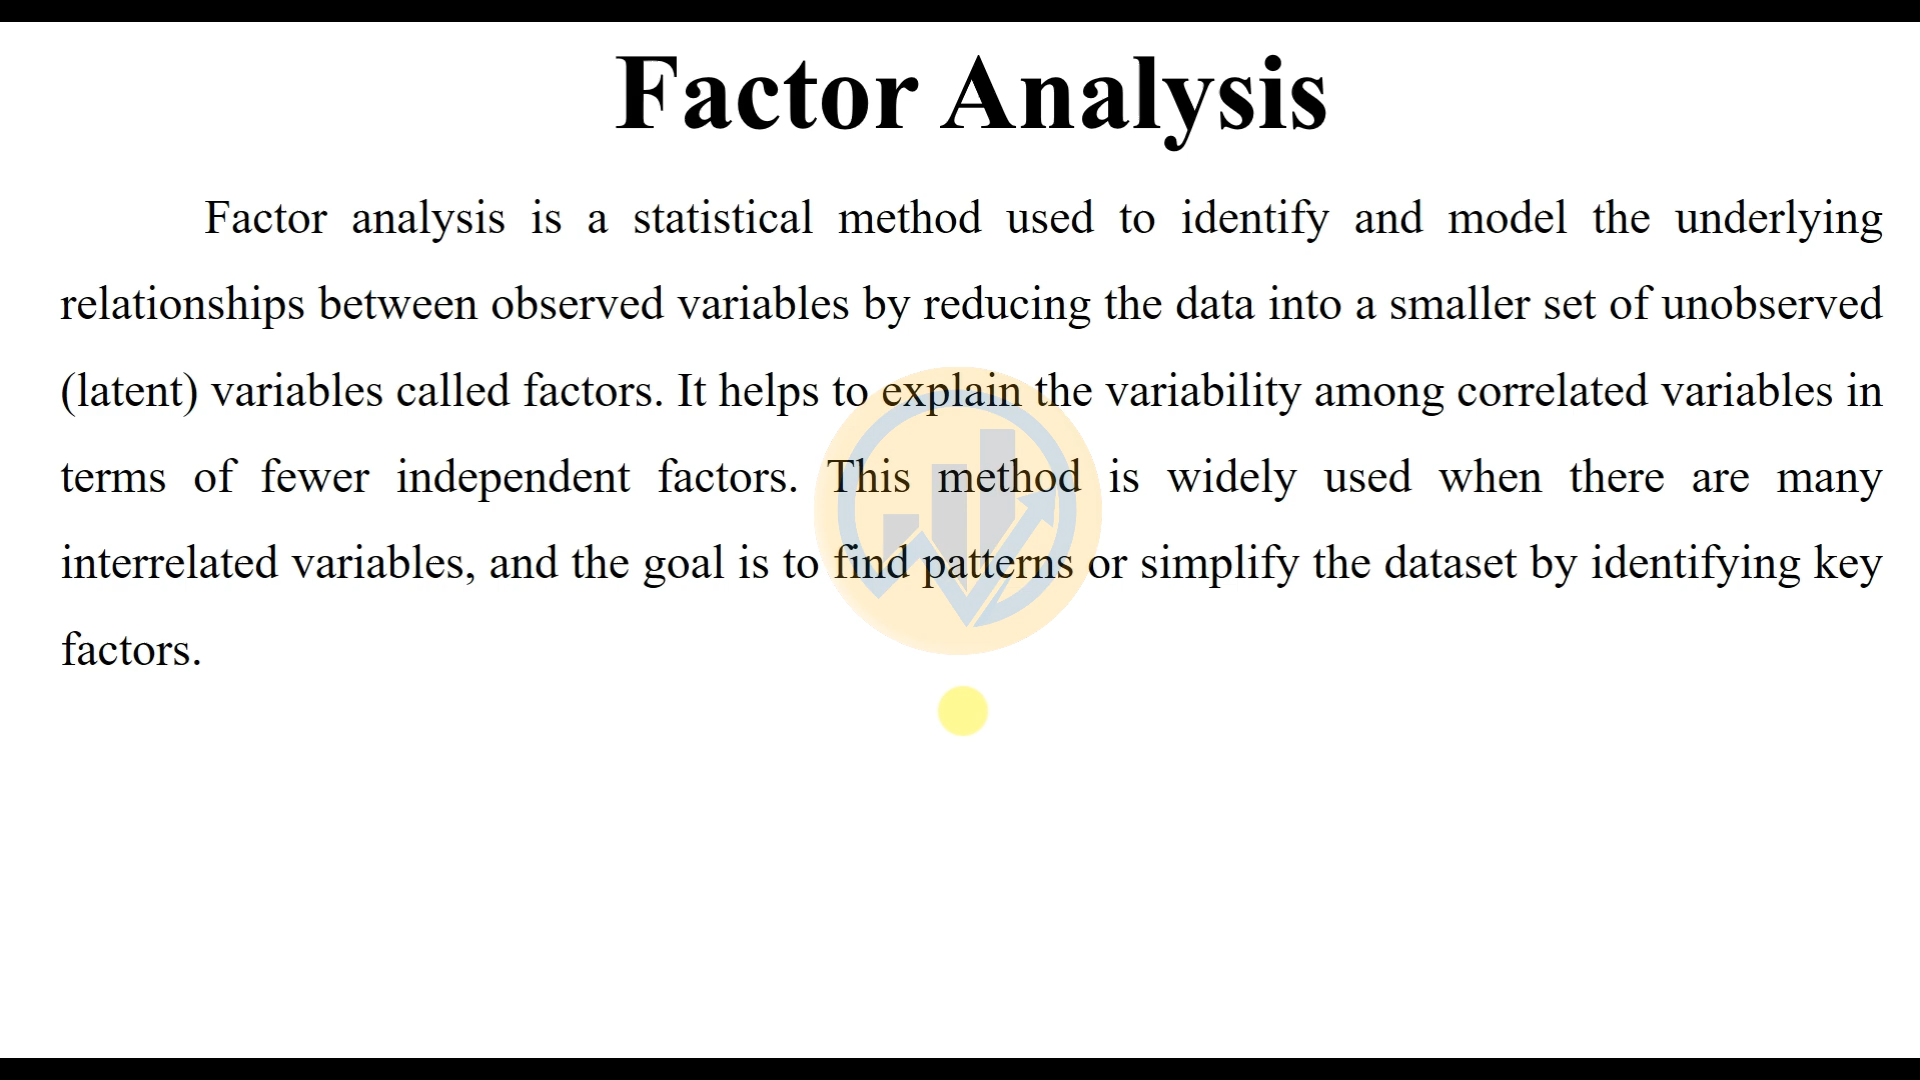 Factor Analysis
Factor analysis is a statistical method used to identify and model the underlying
relationships between observed variables by reducing the data into a smaller set of unobserved
(latent) variables called factors. It helps to explain the variability among correlated variables in
terms of fewer independent factors. This method is widely used when there are many
interrelated variables, and the goal is to find patterns or simplify the dataset by identifying key
factors.